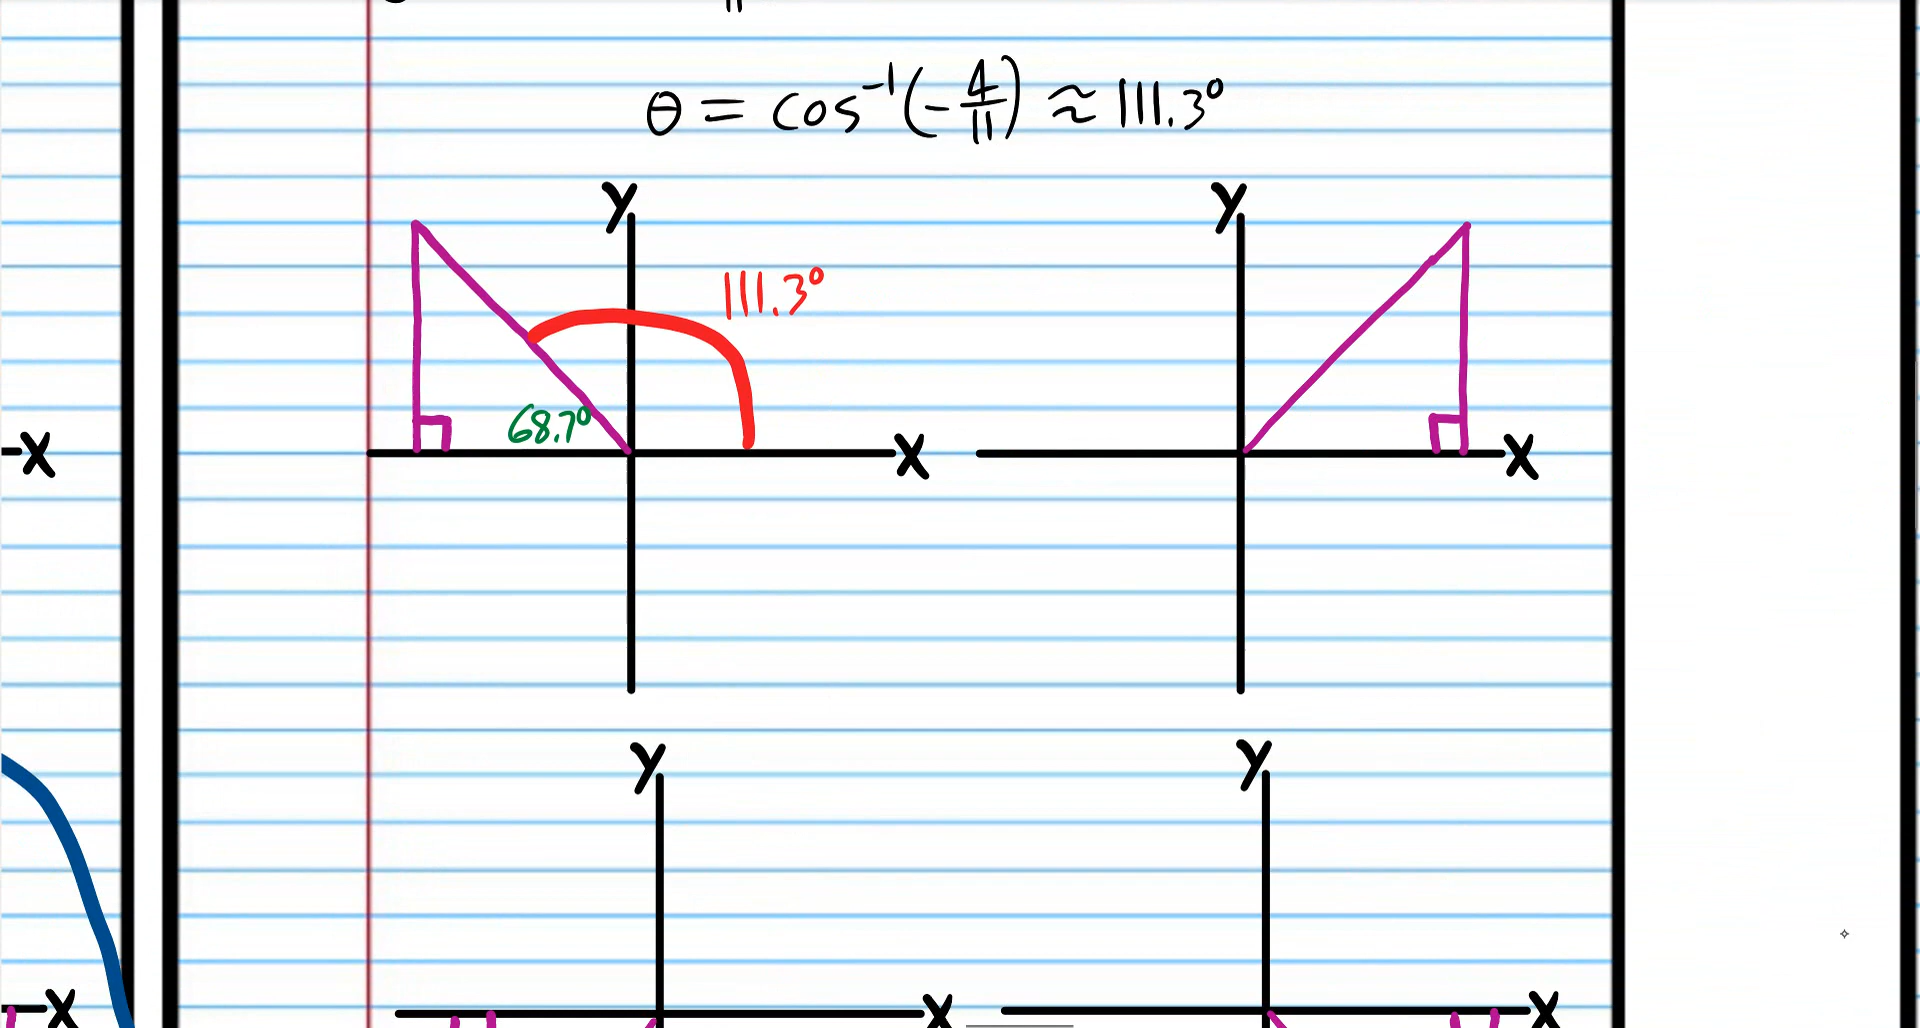 θ = cos⁻¹(-4/11) ≈ 111.3°
y y
111.3°
68.7°
x x x
y y
x x x